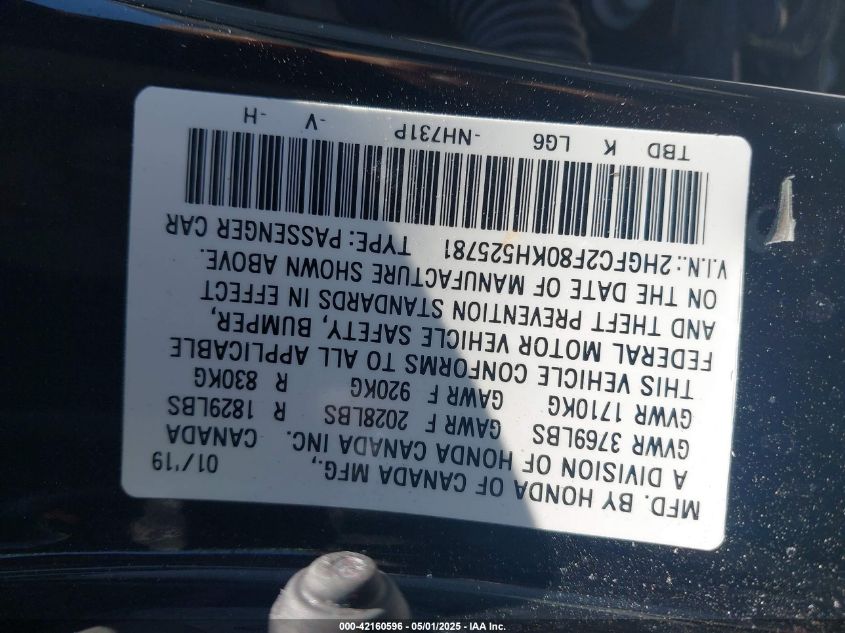 MFD. BY HONDA OF CANADA MFG.,
A DIVISION OF HONDA CANADA INC.
CANADA 01/'19
GVWR 3769LBS GAWR F 2028LBS R 1829LBS
GVWR 1710KG GAWR F 920KG R 830KG
THIS VEHICLE CONFORMS TO ALL APPLICABLE
FEDERAL MOTOR VEHICLE SAFETY, BUMPER,
AND THEFT PREVENTION STANDARDS IN EFFECT
ON THE DATE OF MANUFACTURE SHOWN ABOVE.
V.I.N.: 2HGFC2F80KH525781 TYPE: PASSENGER CAR
TBD K LG6 -NH731P -V -H
000-42160596 - 05/01/2025 - IAA Inc.